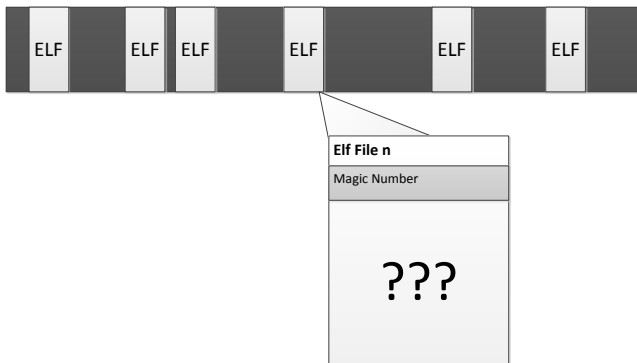 ELF ELF ELF ELF ELF ELF
Elf File n
Magic Number
???